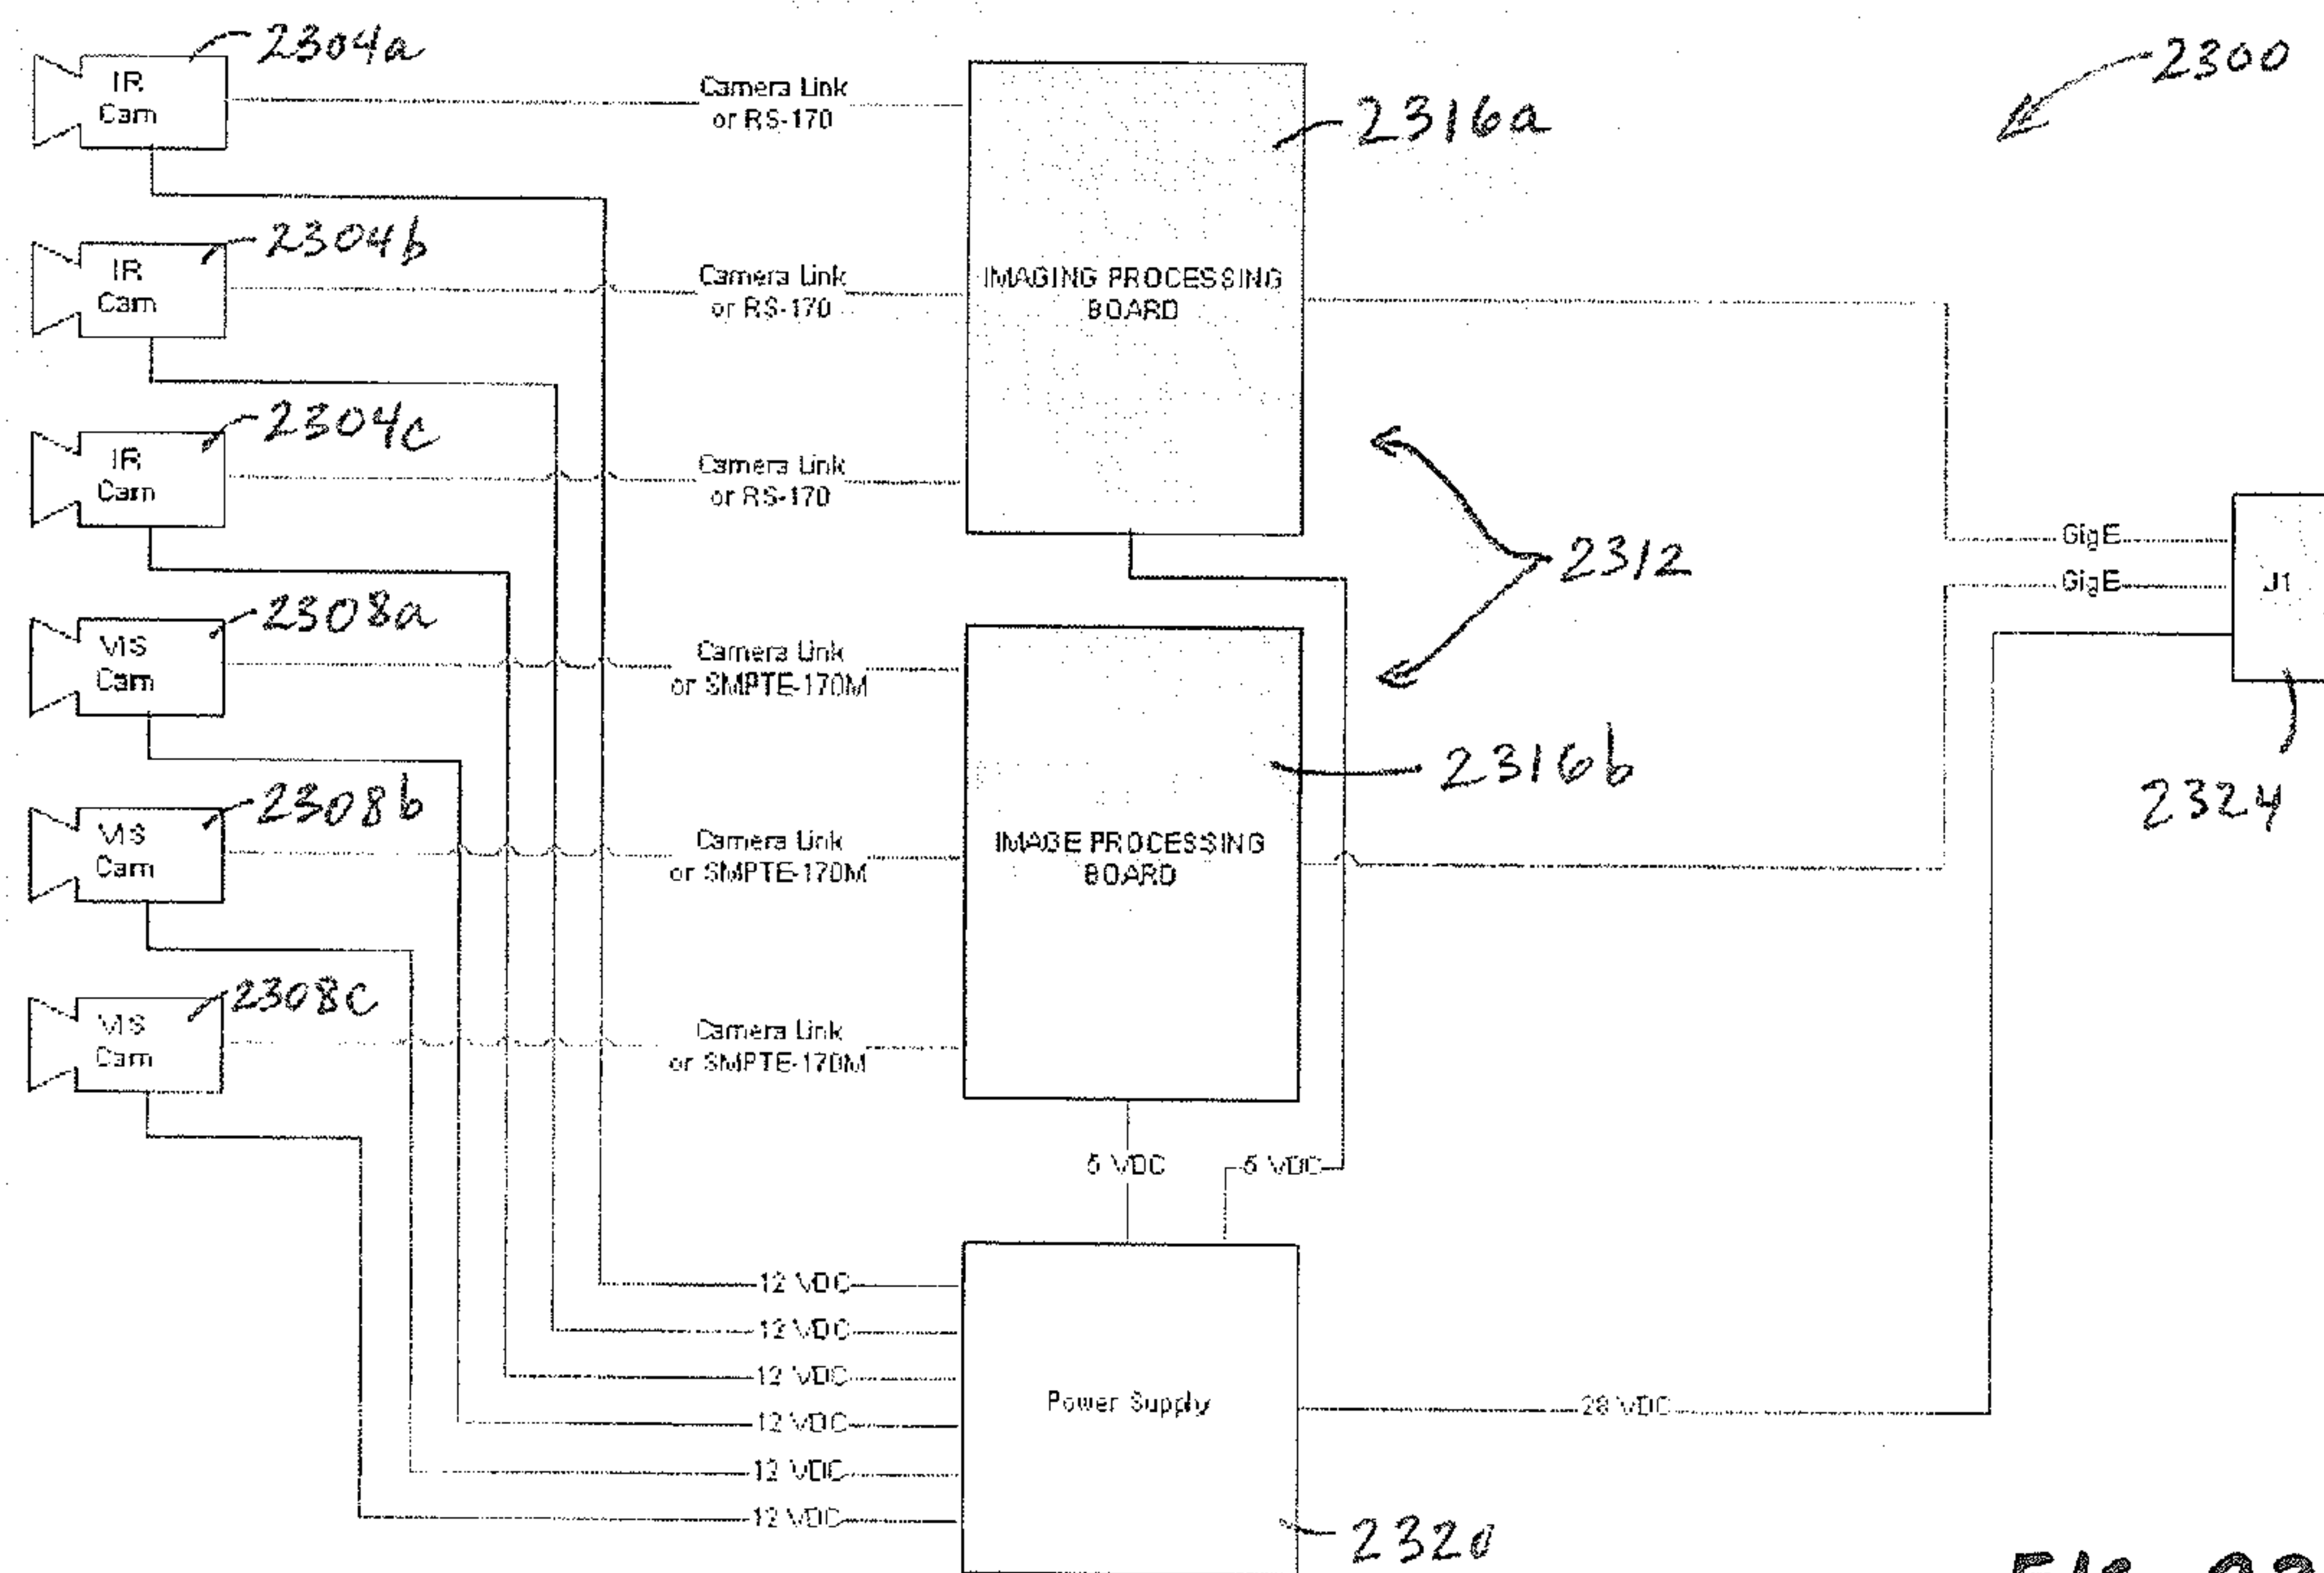 2304a
IR
Cam
Camera Link
or RS-170
2316a
2300
2304b
IR
Cam
Camera Link
or RS-170
IMAGING PROCESSING
BOARD
2304c
IR
Cam
Camera Link
or RS-170
2312
GigE
GigE
J1
2308a
VIS
Cam
Camera Link
or SMPTE-170M
2316b
2324
2308b
VIS
Cam
Camera Link
or SMPTE-170M
IMAGE PROCESSING
BOARD
2308c
VIS
Cam
Camera Link
or SMPTE-170M
5 VDC
5 VDC
12 VDC
12 VDC
12 VDC
12 VDC
12 VDC
12 VDC
Power Supply
28 VDC
2320